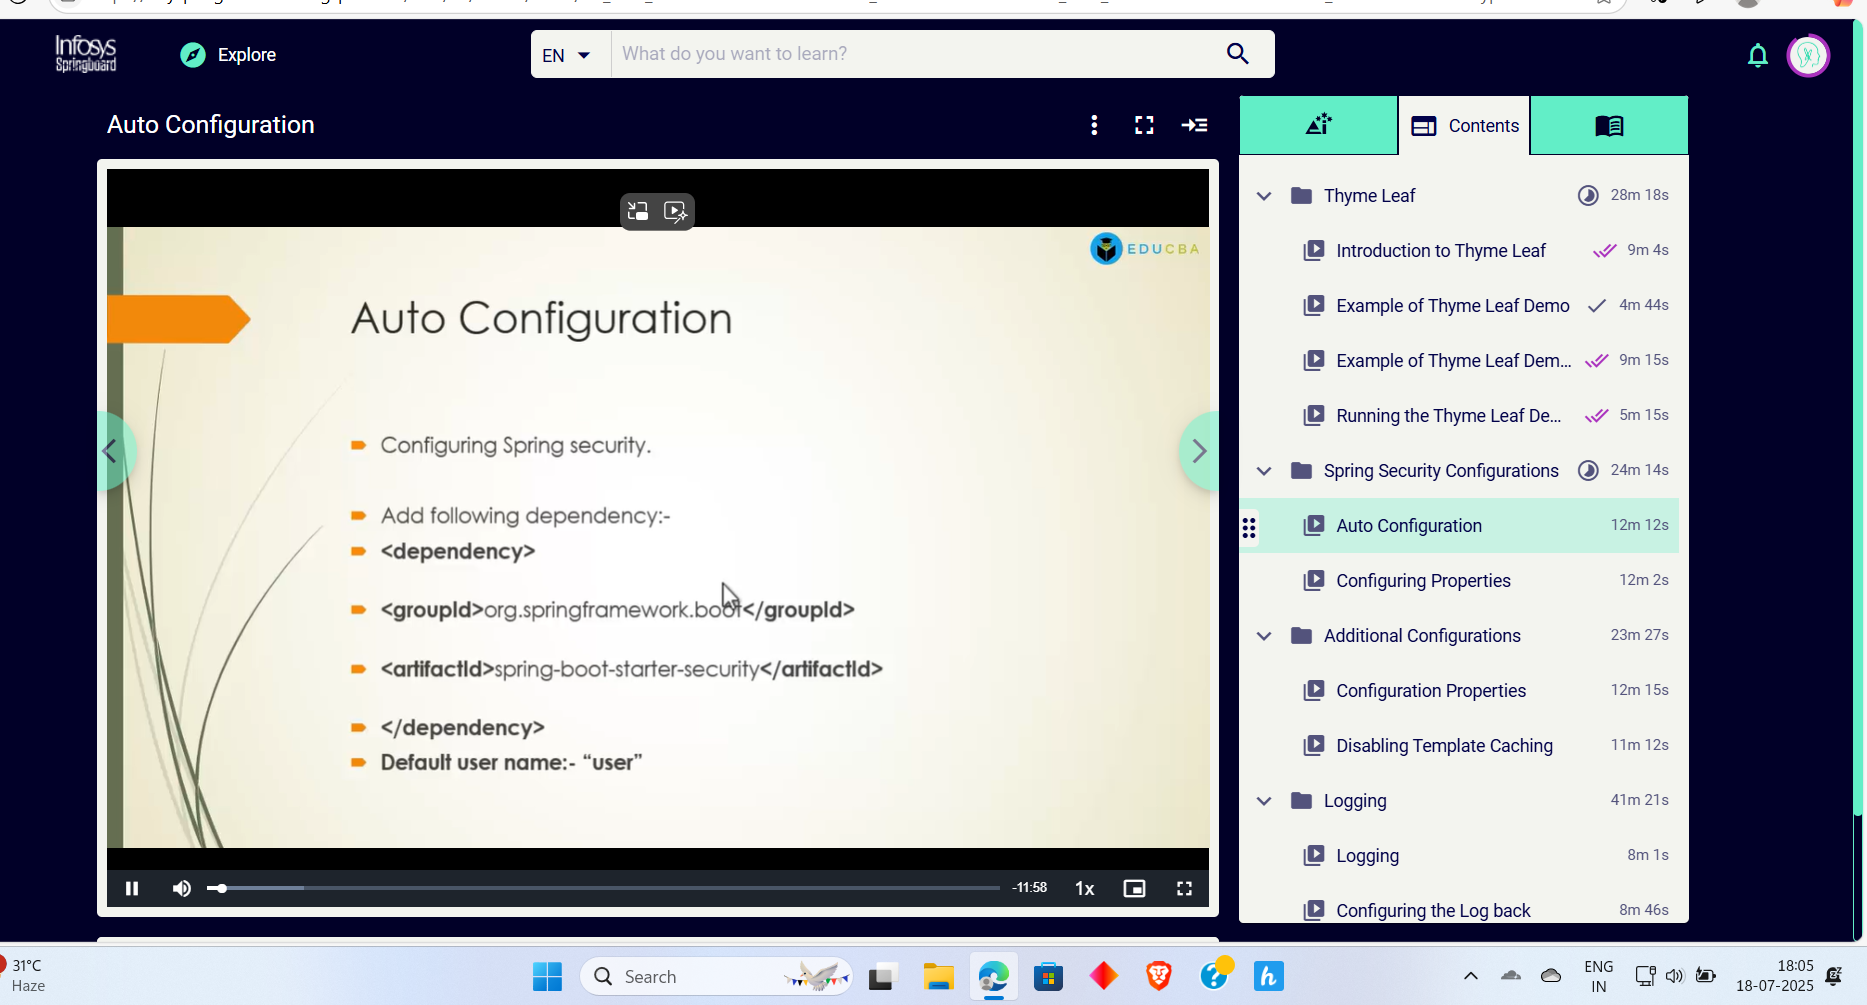 Infosys
Springboard
Explore
EN
What do you want to learn?
Auto Configuration
Contents
EDUCBA
Auto Configuration
Configuring Spring security.
Add following dependency:-
<dependency>
<groupId>org.springframework.boot</groupId>
<artifactId>spring-boot-starter-security</artifactId>
</dependency>
Default user name:- “user”
-11:58
1x
Thyme Leaf 28m 18s
Introduction to Thyme Leaf 9m 4s
Example of Thyme Leaf Demo 4m 44s
Example of Thyme Leaf Dem... 9m 15s
Running the Thyme Leaf De... 5m 15s
Spring Security Configurations 24m 14s
Auto Configuration 12m 12s
Configuring Properties 12m 2s
Additional Configurations 23m 27s
Configuration Properties 12m 15s
Disabling Template Caching 11m 12s
Logging 41m 21s
Logging 8m 1s
Configuring the Log back 8m 46s
31°C
Haze
Search
ENG
IN
18:05
18-07-2025